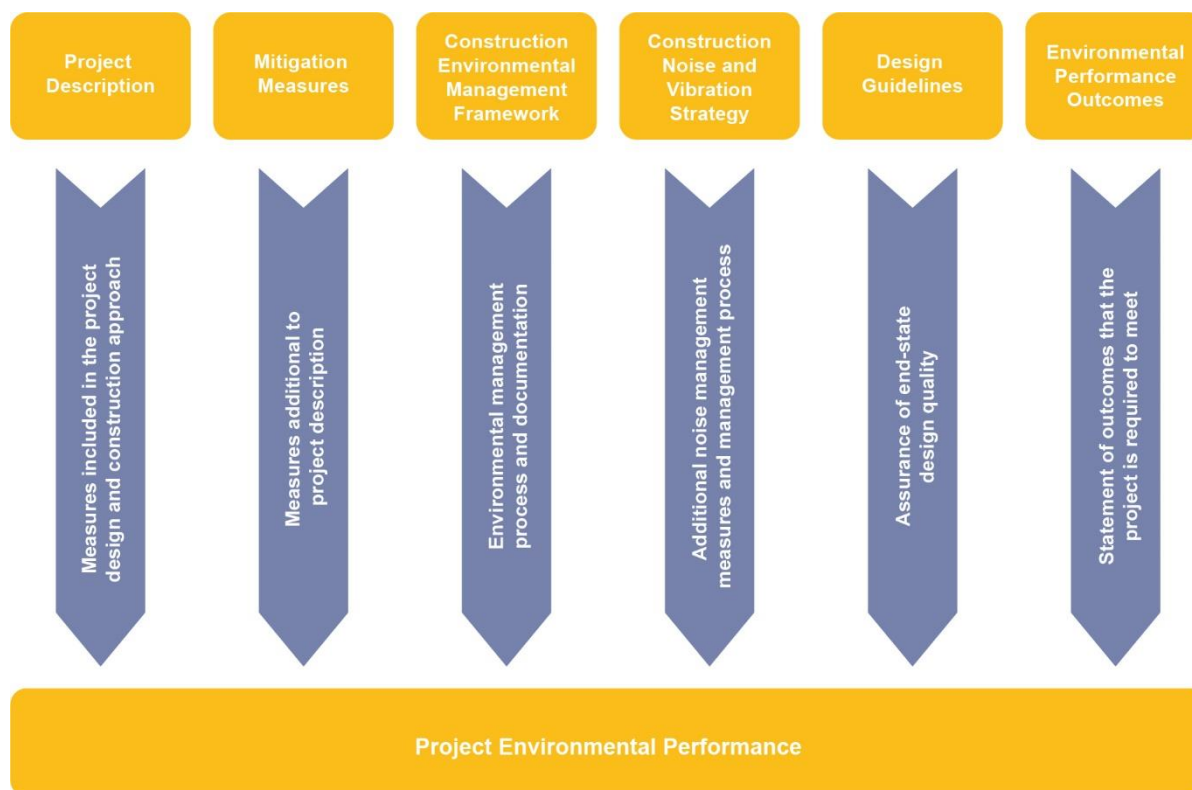 Project
Description
Mitigation
Measures
Construction
Environmental
Management
Framework
Construction
Noise and
Vibration
Strategy
Design
Guidelines
Environmental
Performance
Outcomes
Measures included in the project
design and construction approach
Measures additional to
project description
Environmental management
process and documentation
Additional noise management
measures and management process
Assurance of end-state
design quality
Statement of outcomes that the
project is required to meet
Project Environmental Performance